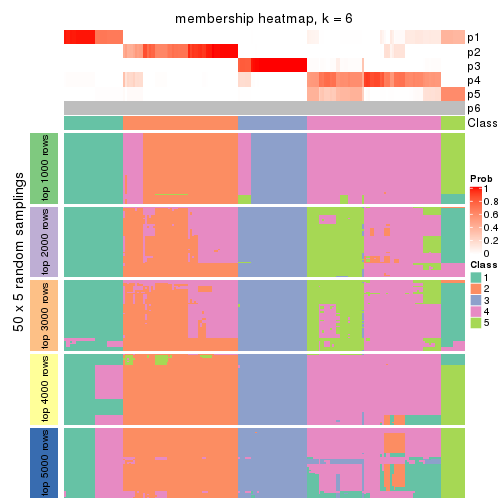 membership heatmap, k = 6
p1
p2
p3
p4
p5
p6
Class
50 x 5 random samplings
top 1000 rows
top 2000 rows
top 3000 rows
top 4000 rows
top 5000 rows
Prob
1
0.8
0.6
0.4
0.2
0
Class
1
2
3
4
5